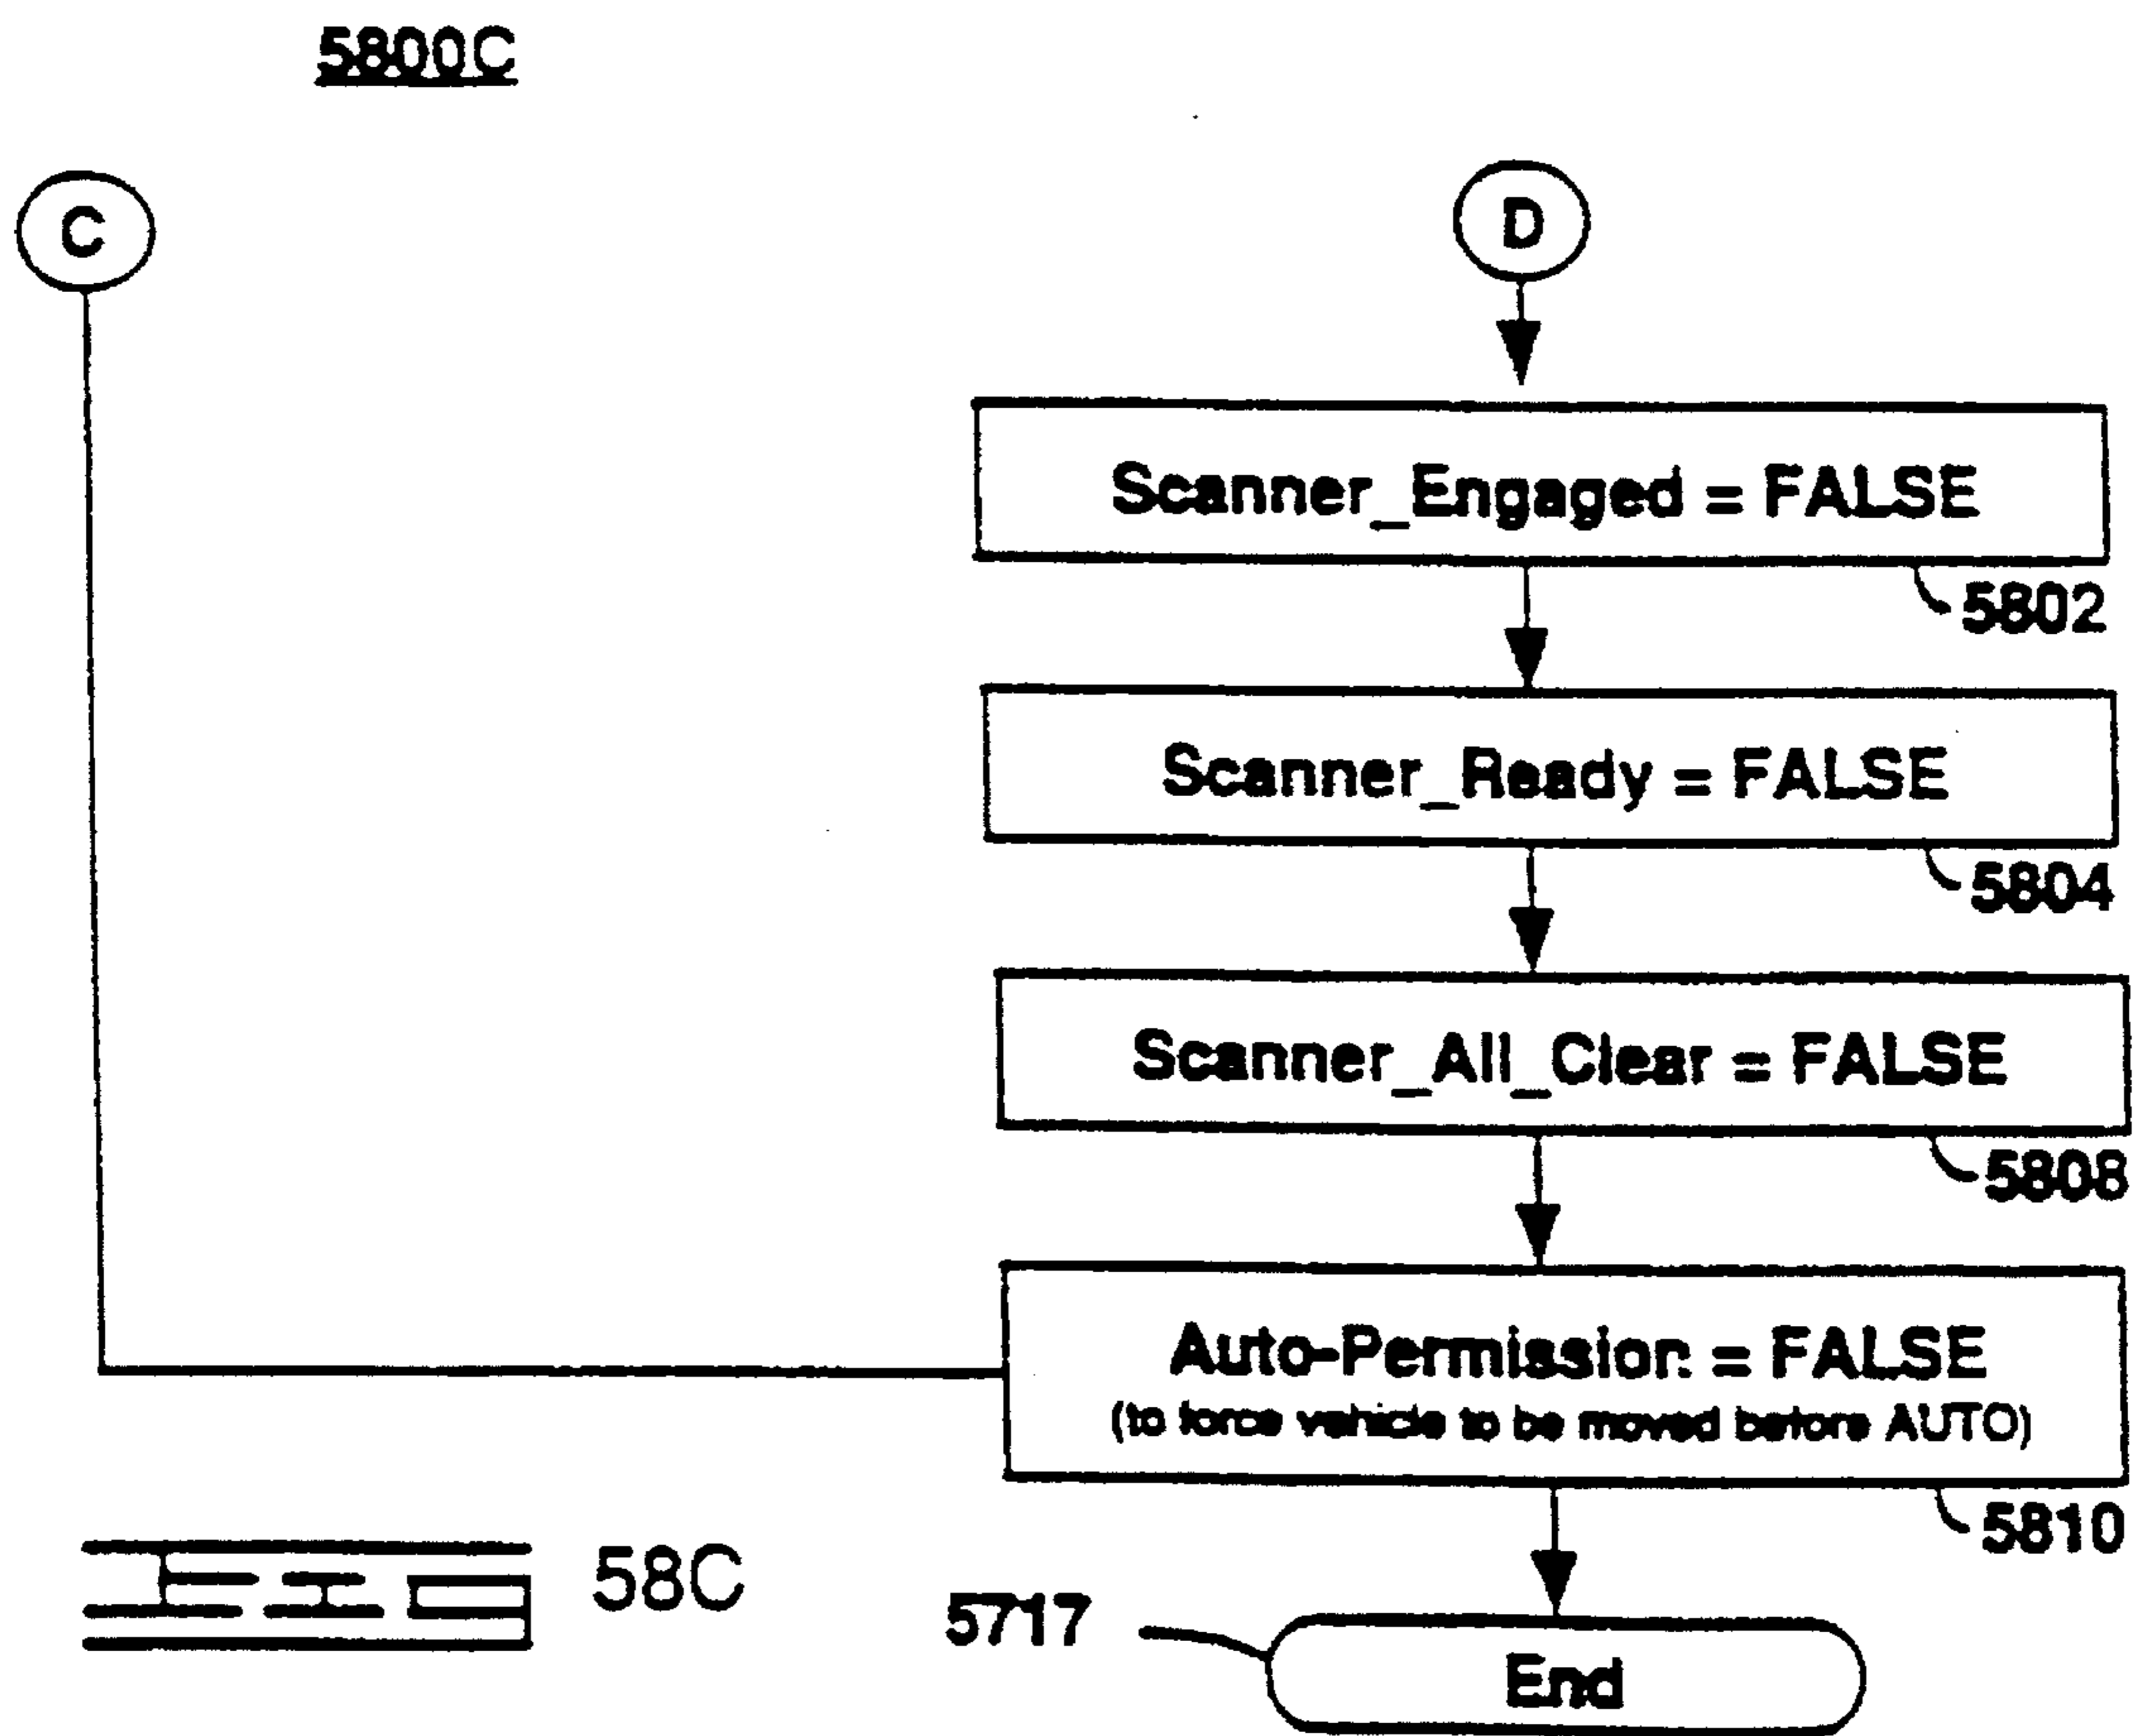 5800C
C
D
Scanner_Engaged = FALSE
5802
Scanner_Ready = FALSE
5804
Scanner_All_Clear = FALSE
5808
Auto-Permission = FALSE
(to force vehicle to be moved before AUTO)
5810
FIG 58C
5717
End